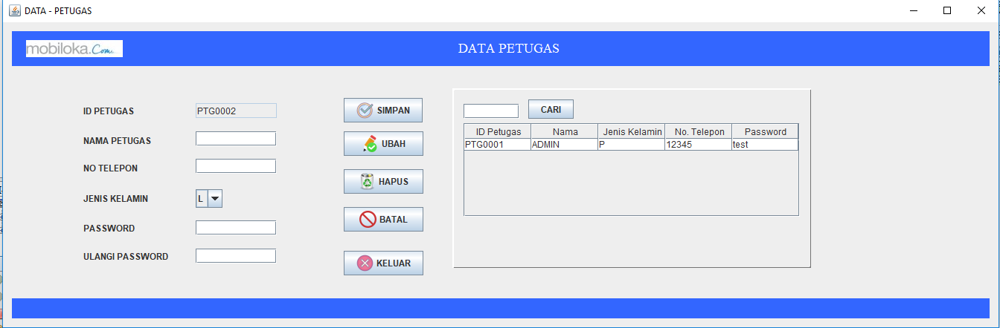 DATA - PETUGAS
mobiloka.Com
DATA PETUGAS
ID PETUGAS
PTG0002
NAMA PETUGAS
NO TELEPON
JENIS KELAMIN
L
PASSWORD
ULANGI PASSWORD
SIMPAN
UBAH
HAPUS
BATAL
KELUAR
CARI
ID Petugas Nama Jenis Kelamin No. Telepon Password
PTG0001 ADMIN P 12345 test